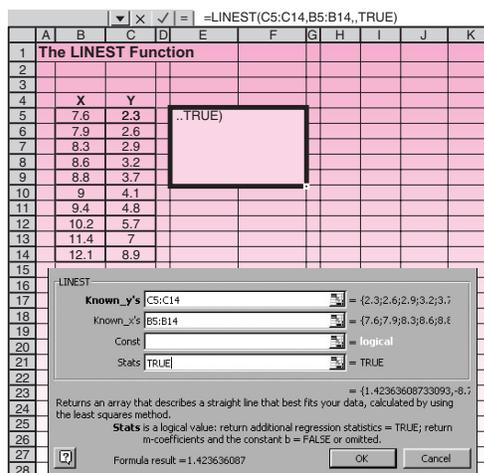 =LINEST(C5:C14,B5:B14,,TRUE)
A B C D E F G H I J K
1 The LINEST Function
2
3
4 X Y
5 7.6 2.3 ..TRUE)
6 7.9 2.6
7 8.3 2.9
8 8.6 3.2
9 8.8 3.7
10 9 4.1
11 9.4 4.8
12 10.2 5.7
13 11.4 7
14 12.1 8.9
15
16 LINEST
17 Known_y's C5:C14 = {2.3;2.6;2.9;3.2;3.7
18 Known_x's B5:B14 = {7.6;7.9;8.3;8.6;8.8
19
20 Const = logical
21 Stats TRUE = TRUE
22
23 = {1.42363608733093,-8.7
24 Returns an array that describes a straight line that best fits your data, calculated by using
the least squares method.
25 Stats is a logical value: return additional regression statistics = TRUE; return
26 m-coefficients and the constant b = FALSE or omitted.
27 ? Formula result =1.423636087 OK Cancel
28